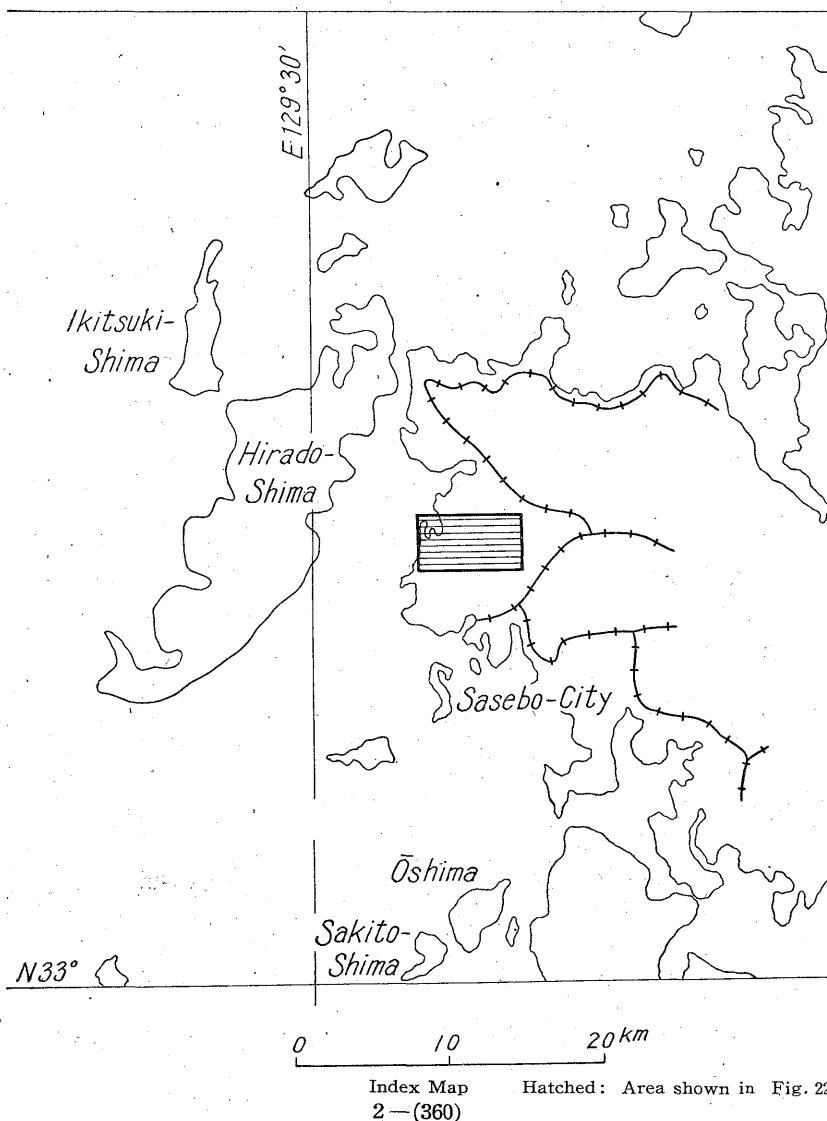 E129°30′
Ikitsuki-
Shima
Hirado-
Shima
Sasebo-City
Ōshima
Sakito-
Shima
N33°
0 10 20 km
Index Map Hatched: Area shown in Fig. 22
2—(360)